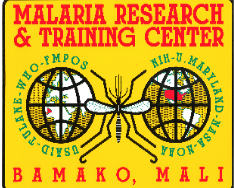 MALARIA RESEARCH
& TRAINING CENTER
USAID-TULANE-WHO-FMPOS
NIH-U.MARYLAND-NASA-NOAA
BAMAKO, MALI